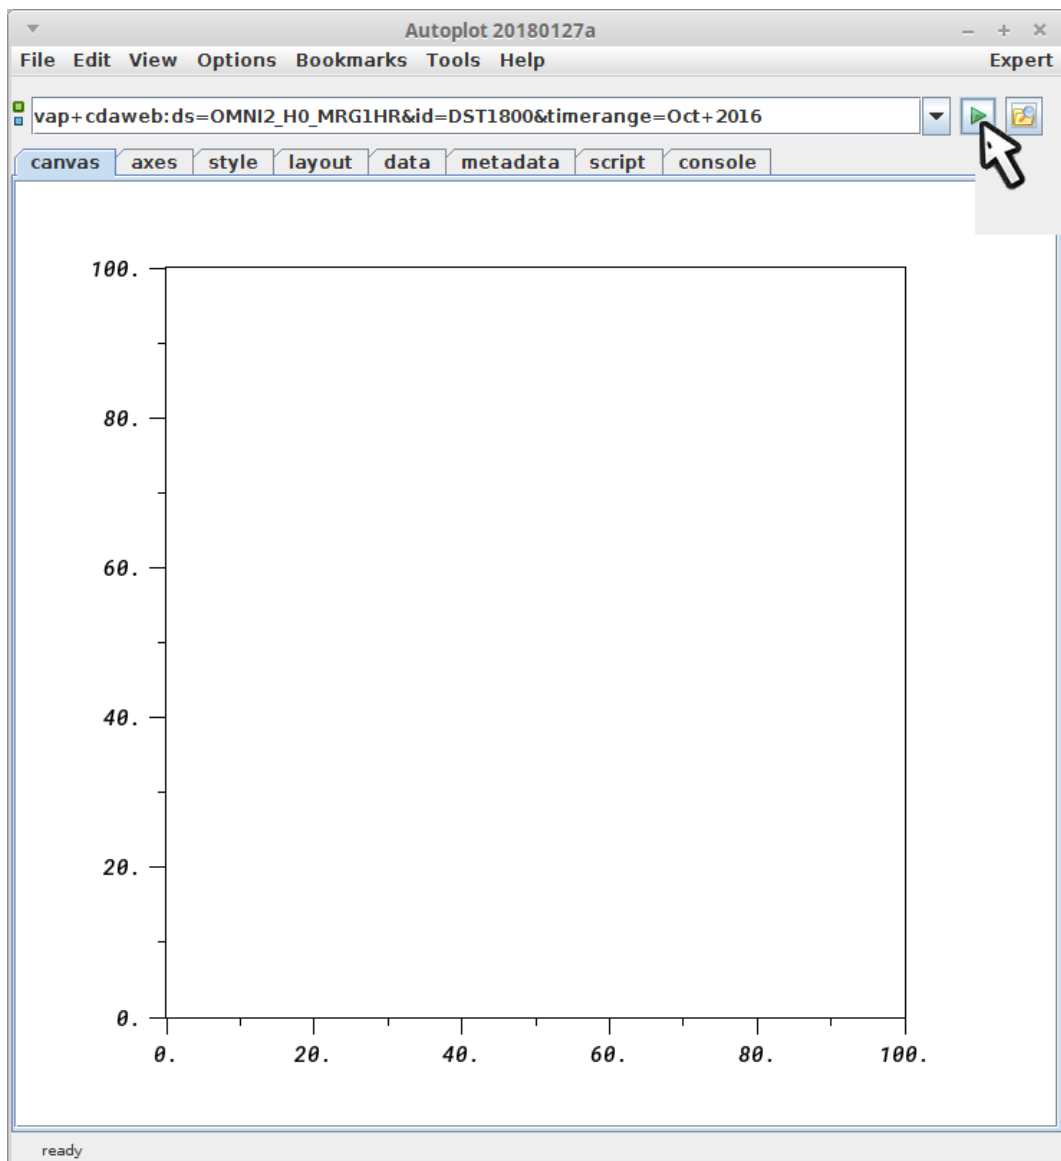 Autoplot 20180127a
File Edit View Options Bookmarks Tools Help Expert
vap+cdaweb:ds=OMNI2_H0_MRG1HR&id=DST1800&timerange=Oct+2016
canvas axes style layout data metadata script console
100.
80.
60.
40.
20.
0.
0. 20. 40. 60. 80. 100.
ready